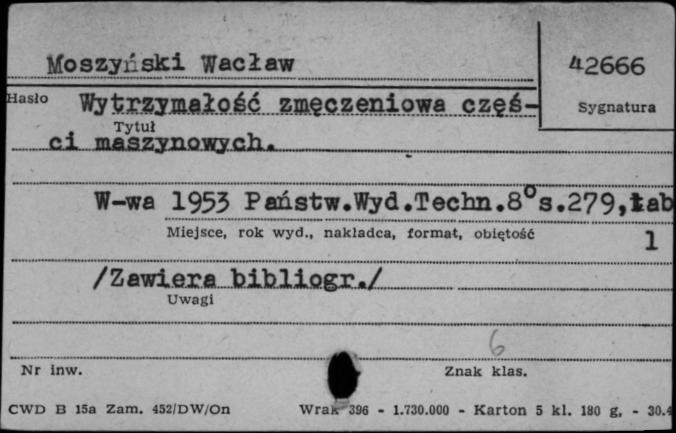 Moszyński Wacław
42666
Hasło Wytrzymałość zmęczeniowa częś-
Sygnatura
Tytuł
ci maszynowych.
W-wa 1953 Państw.Wyd.Techn.8°s.279,tab
Miejsce, rok wyd., nakładca, format, objętość
1
/Zawiera bibliogr./
Uwagi
6
Nr inw.
Znak klas.
CWD B 15a Zam. 452/DW/On Wrak 396 - 1.730.000 - Karton 5 kl. 180 g, - 30.4